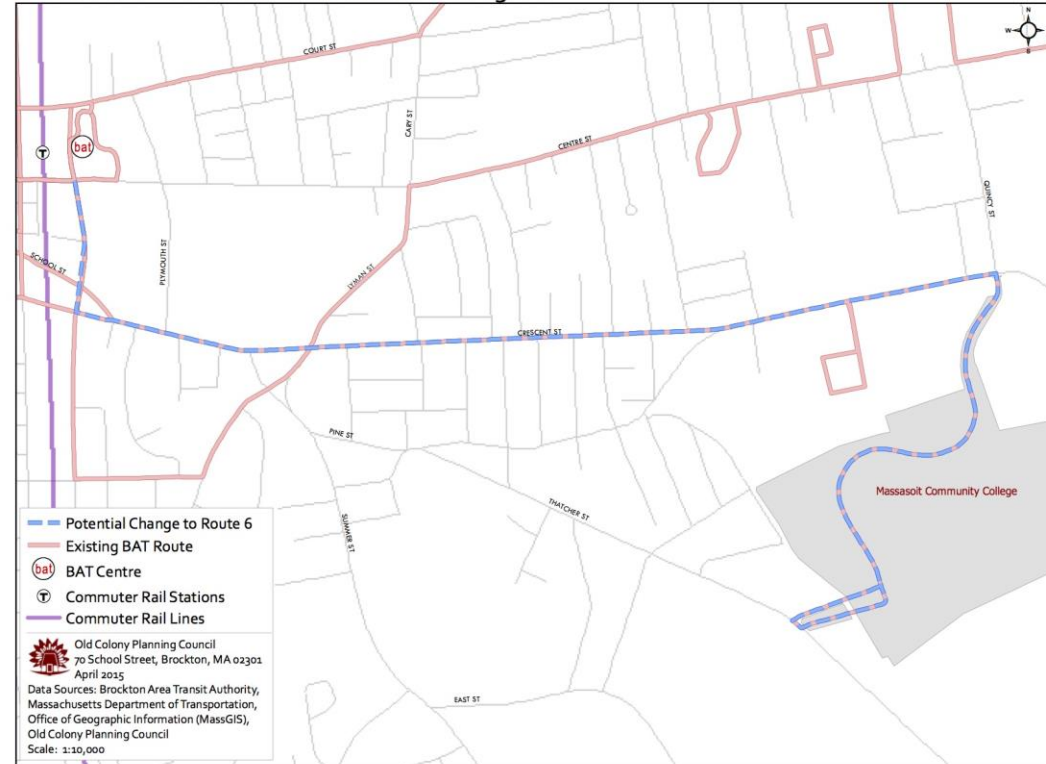 N
W
S
COURT ST
CARY ST
CENTRE ST
bat
T
QUINCY ST
PLYMOUTH ST
SCHOOL ST
LYMAN ST
CRESCENT ST
PINE ST
Massasoit Community College
THATCHER ST
SUMMER ST
EAST ST
Potential Change to Route 6
Existing BAT Route
bat BAT Centre
T Commuter Rail Stations
Commuter Rail Lines
Old Colony Planning Council
70 School Street, Brockton, MA 02301
April 2015
Data Sources: Brockton Area Transit Authority,
Massachusetts Department of Transportation,
Office of Geographic Information (MassGIS),
Old Colony Planning Council
Scale: 1:10,000